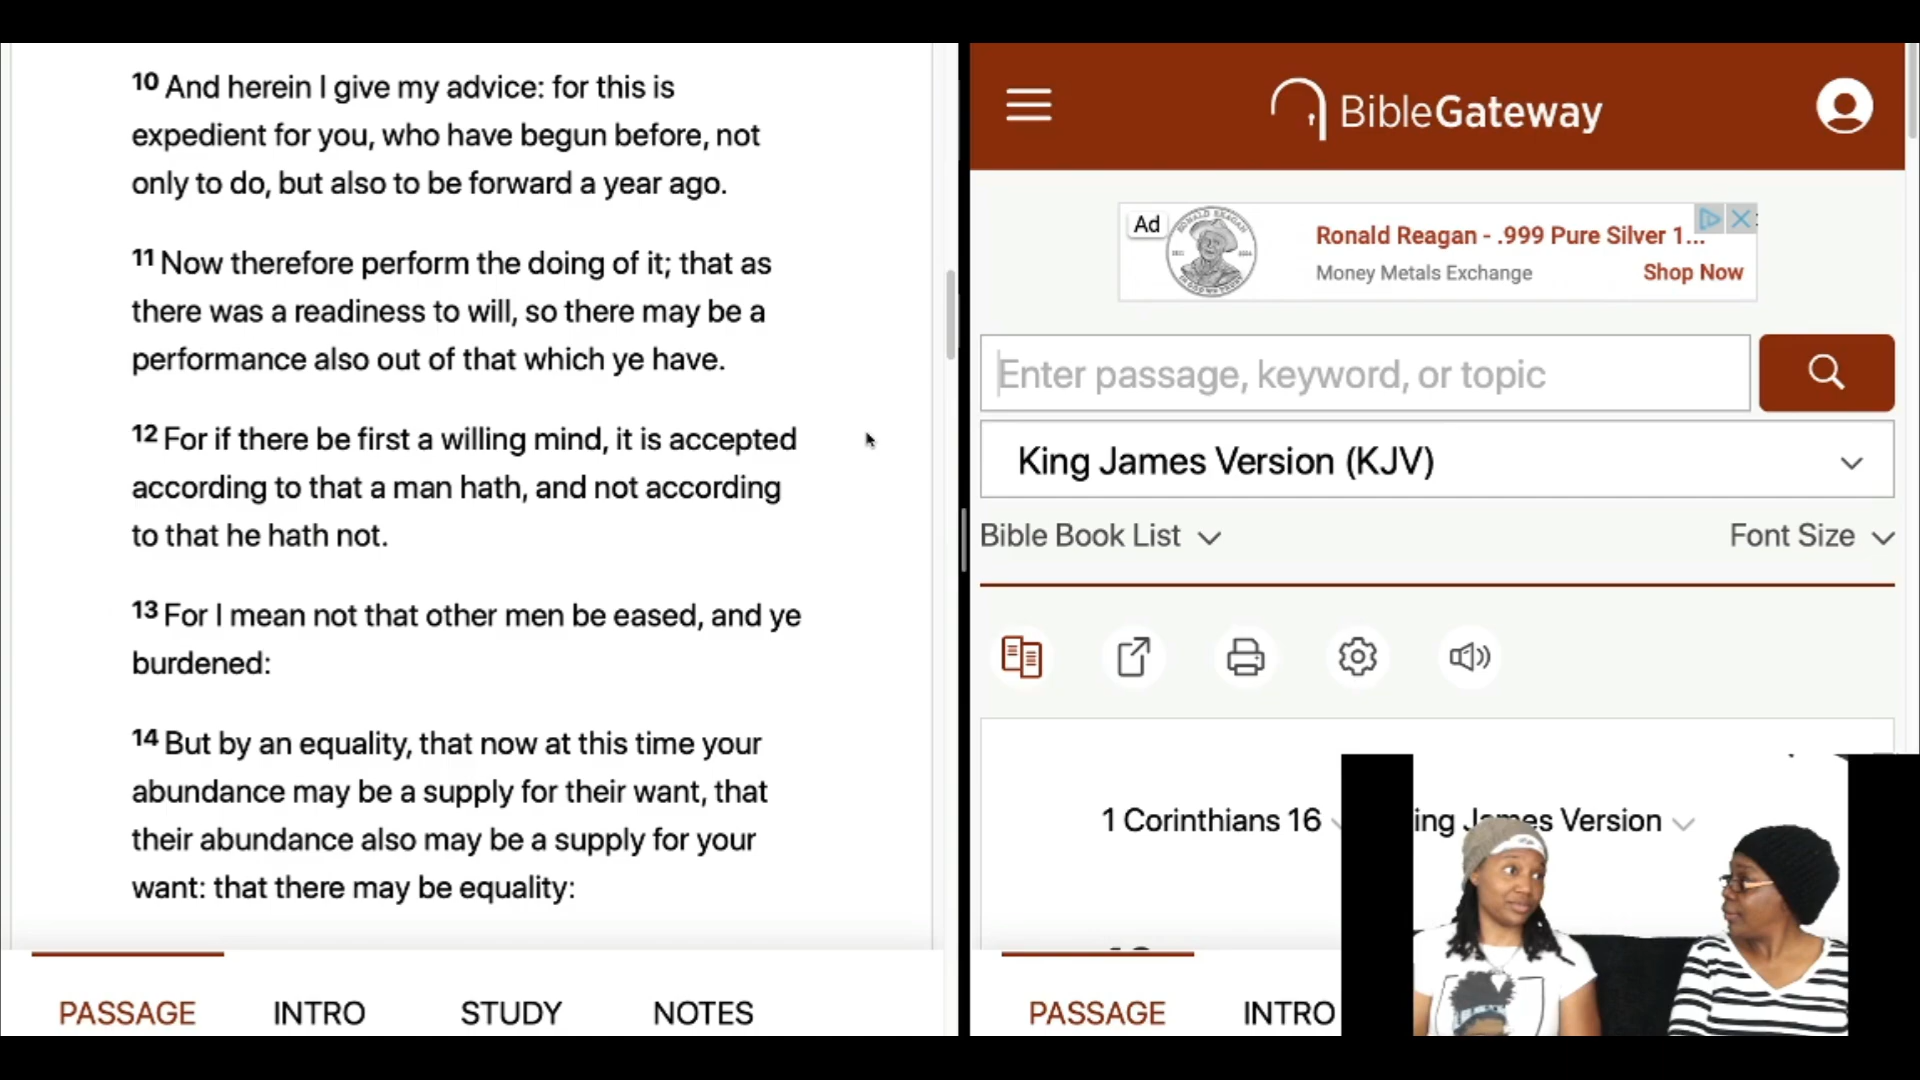 10 And herein I give my advice: for this is
expedient for you, who have begun before, not
only to do, but also to be forward a year ago.
11 Now therefore perform the doing of it; that as
there was a readiness to will, so there may be a
performance also out of that which ye have.
12 For if there be first a willing mind, it is accepted
according to that a man hath, and not according
to that he hath not.
13 For I mean not that other men be eased, and ye
burdened:
14 But by an equality, that now at this time your
abundance may be a supply for their want, that
their abundance also may be a supply for your
want: that there may be equality:
PASSAGE INTRO STUDY NOTES
BibleGateway
Ad
Ronald Reagan - .999 Pure Silver 1...
Money Metals Exchange Shop Now
Enter passage, keyword, or topic
King James Version (KJV)
Bible Book List Font Size
1 Corinthians 16 ing James Version
PASSAGE INTRO